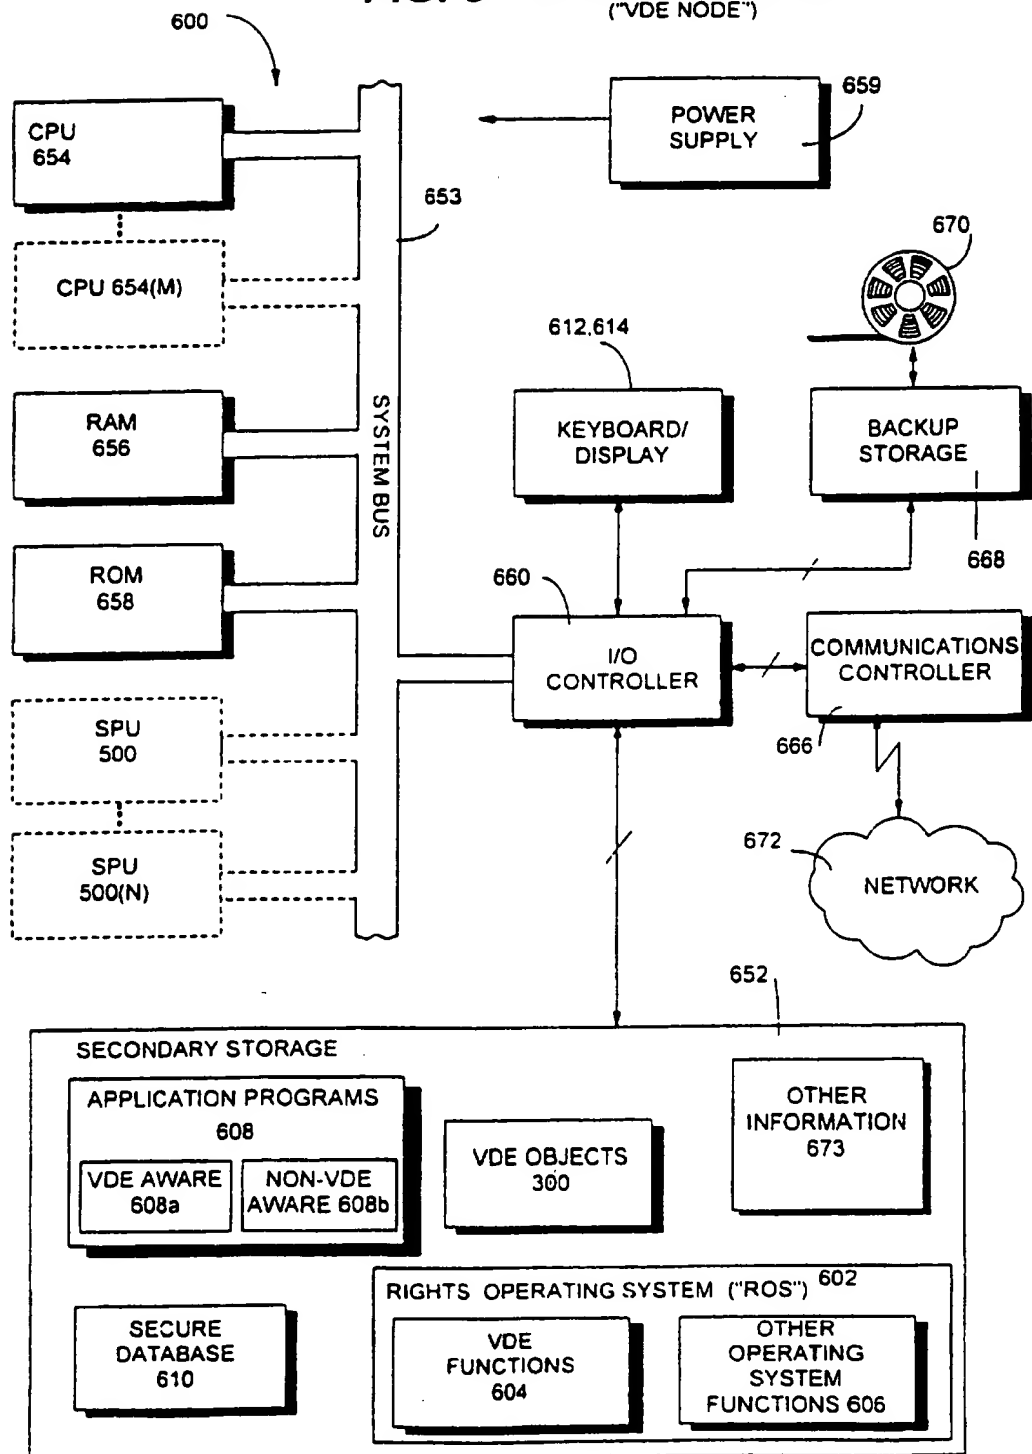 ("VDE NODE")
600
CPU
654
POWER
SUPPLY
659
653
CPU 654(M)
670
612,614
RAM
656
SYSTEM BUS
KEYBOARD/
DISPLAY
BACKUP
STORAGE
668
ROM
658
660
I/O
CONTROLLER
COMMUNICATIONS
CONTROLLER
666
SPU
500
672
NETWORK
SPU
500(N)
652
SECONDARY STORAGE
APPLICATION PROGRAMS
608
VDE AWARE
608a
NON-VDE
AWARE 608b
VDE OBJECTS
300
OTHER
INFORMATION
673
RIGHTS OPERATING SYSTEM ("ROS") 602
SECURE
DATABASE
610
VDE
FUNCTIONS
604
OTHER
OPERATING
SYSTEM
FUNCTIONS 606